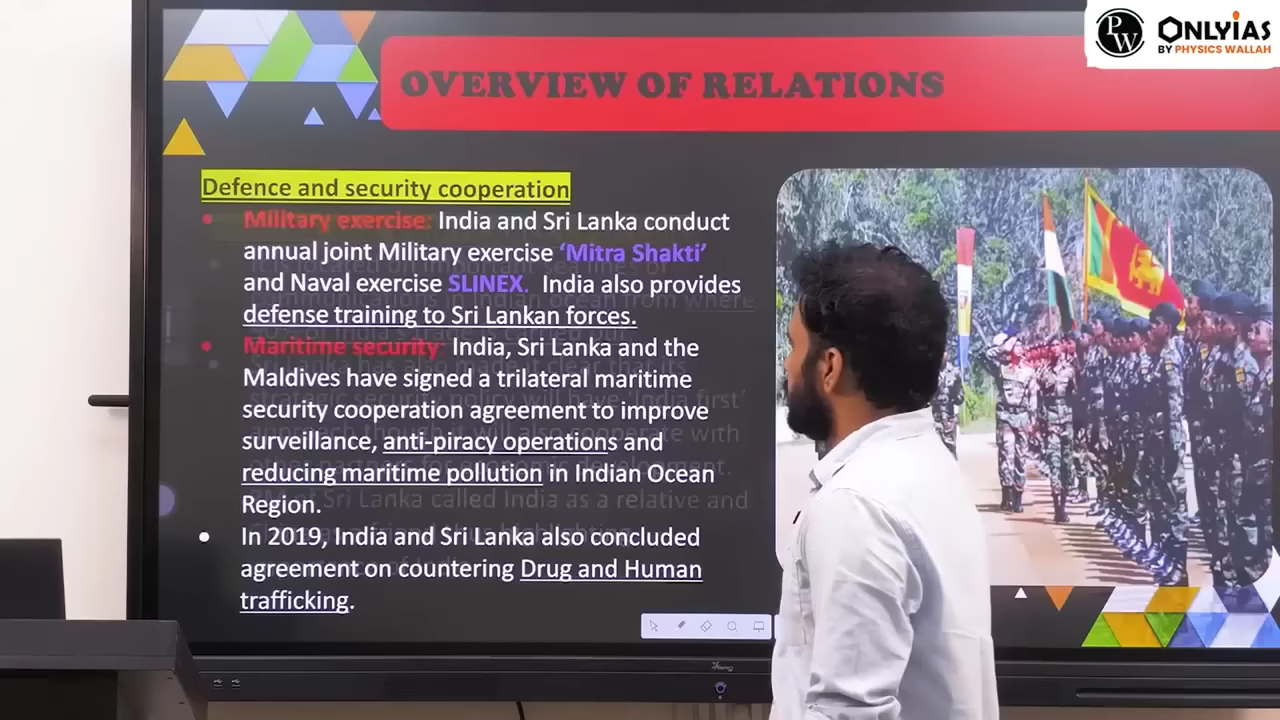 PW
ONLYIAS
BY PHYSICS WALLAH
OVERVIEW OF RELATIONS
Defence and security cooperation
• Military exercise: India and Sri Lanka conduct
annual joint Military exercise ‘Mitra Shakti’
and Naval exercise SLINEX. India also provides
defense training to Sri Lankan forces.
• Maritime security: India, Sri Lanka and the
Maldives have signed a trilateral maritime
security cooperation agreement to improve
surveillance, anti-piracy operations and
reducing maritime pollution in Indian Ocean
Region.
• In 2019, India and Sri Lanka also concluded
agreement on countering Drug and Human
trafficking.